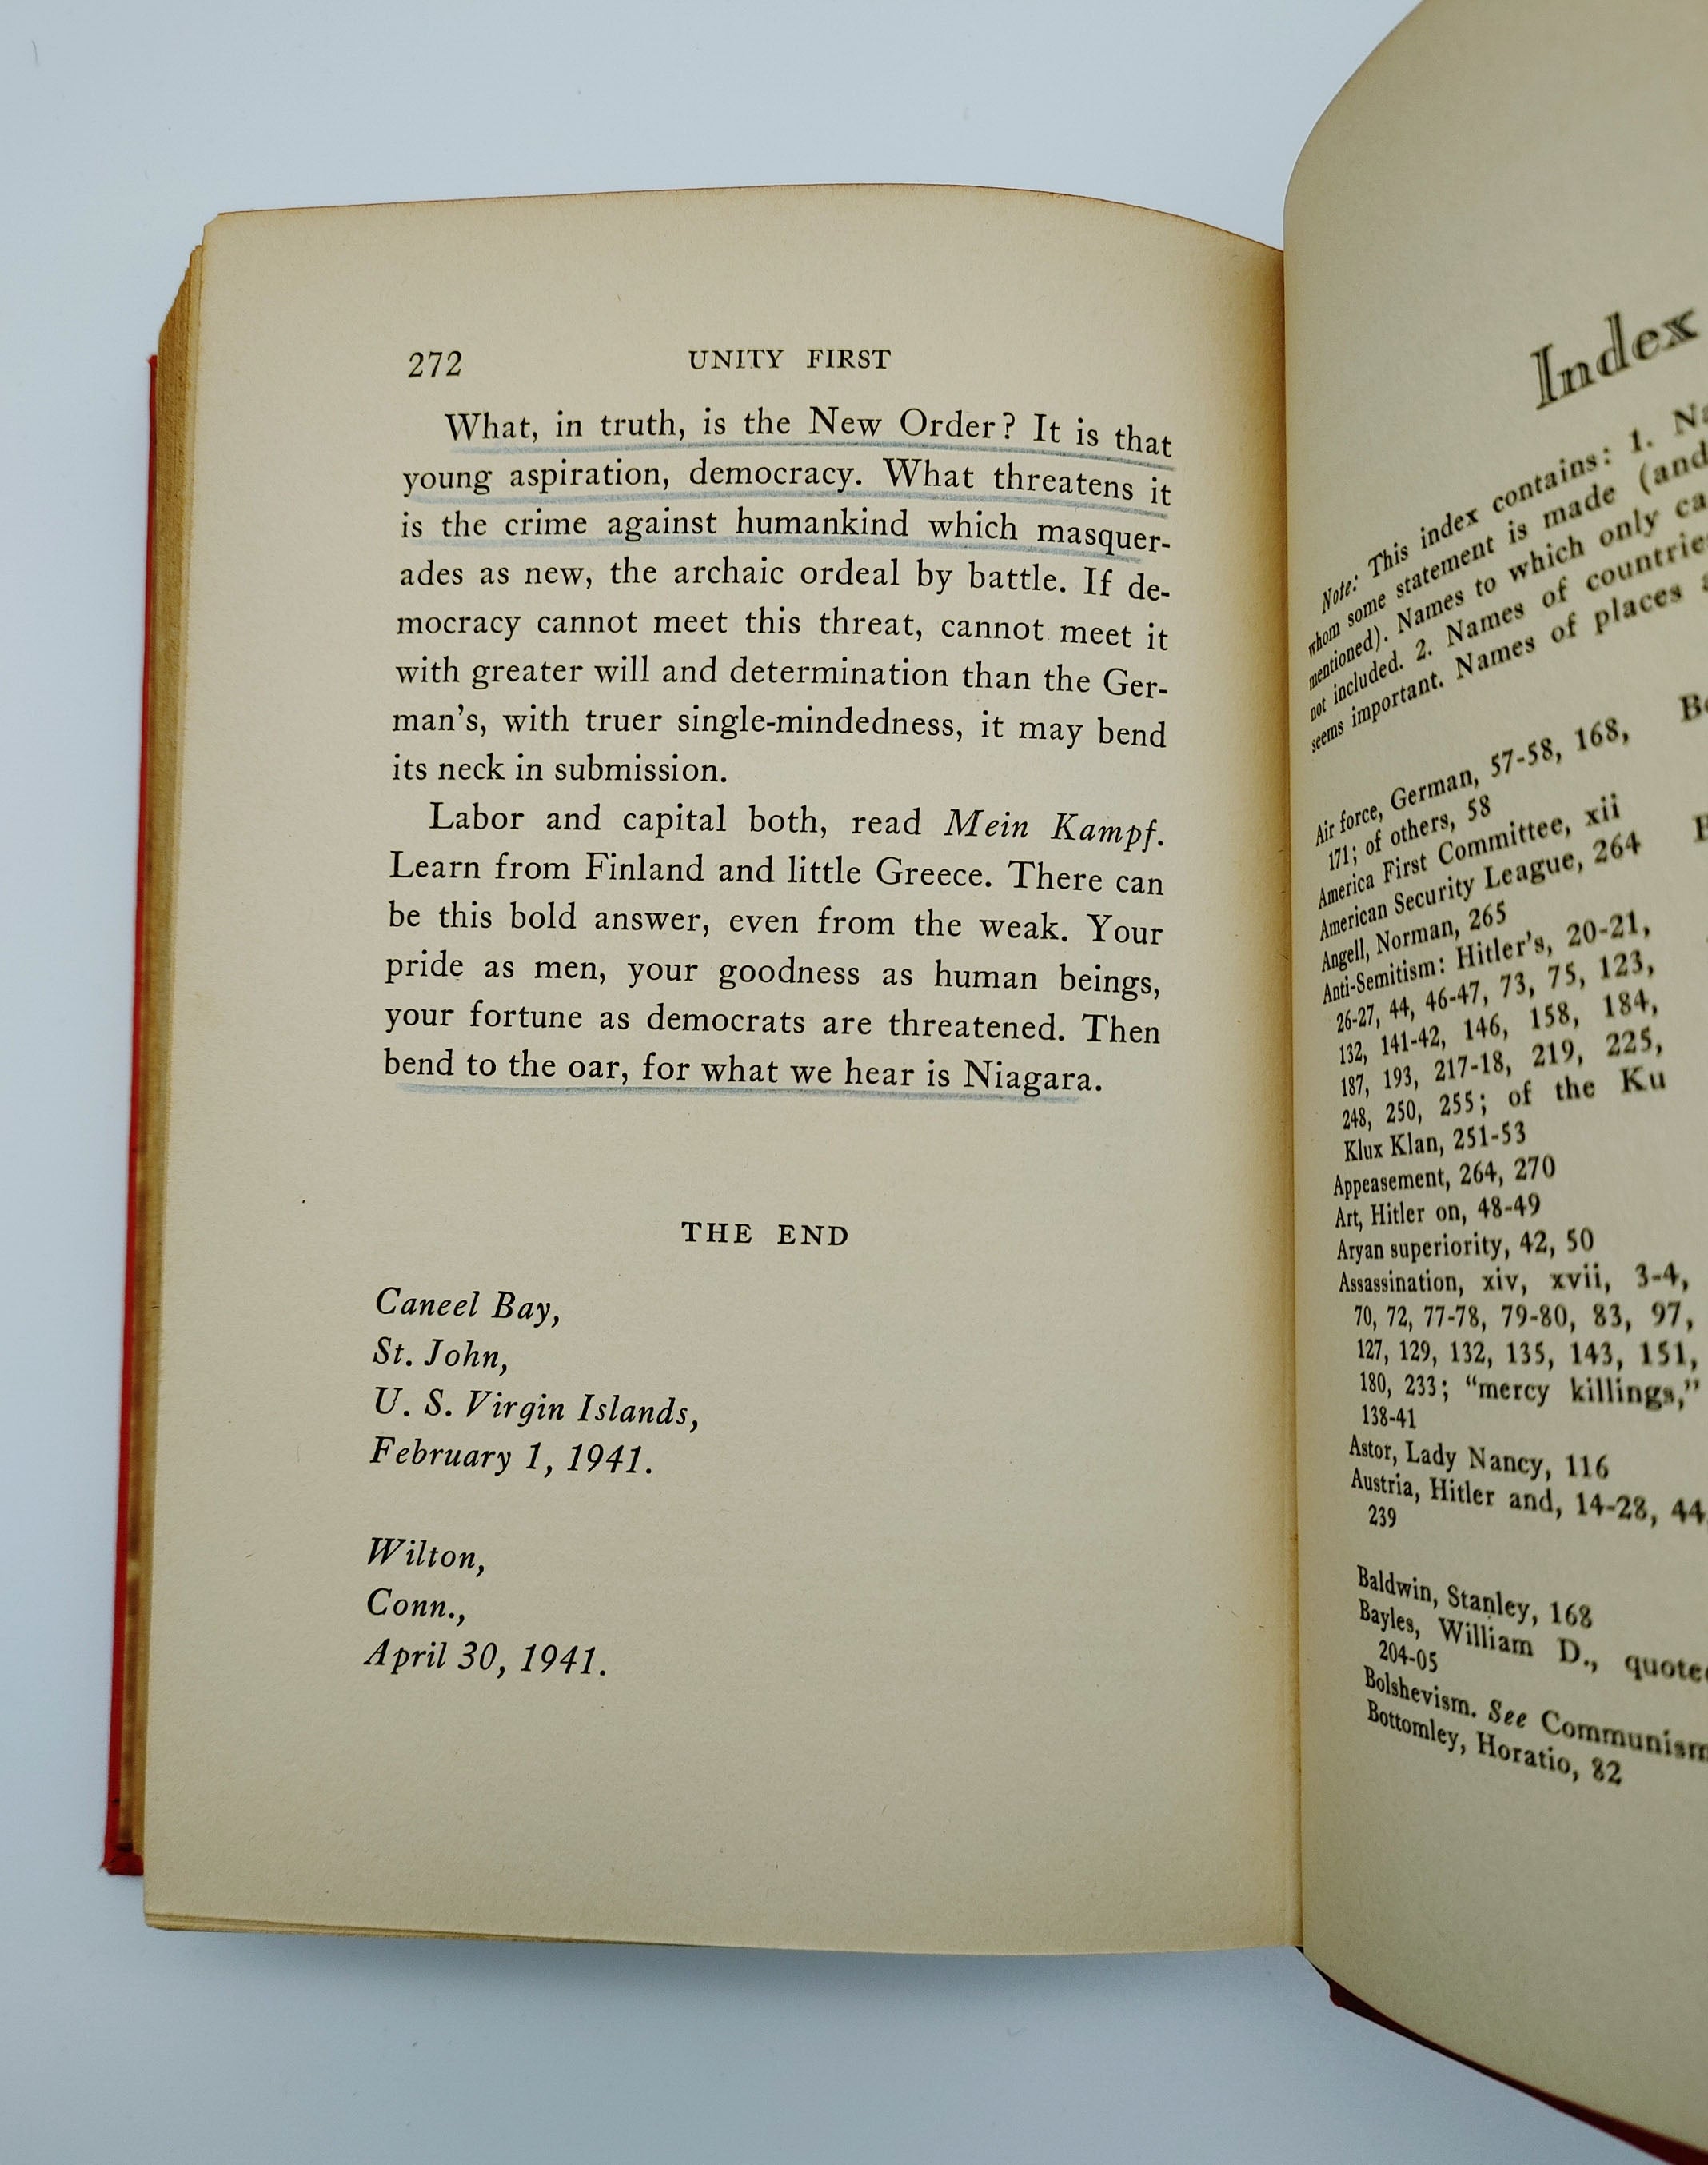 272 UNITY FIRST
What, in truth, is the New Order? It is that
young aspiration, democracy. What threatens it
is the crime against humankind which masquer-
ades as new, the archaic ordeal by battle. If de-
mocracy cannot meet this threat, cannot meet it
with greater will and determination than the Ger-
man's, with truer single-mindedness, it may bend
its neck in submission.
Labor and capital both, read Mein Kampf.
Learn from Finland and little Greece. There can
be this bold answer, even from the weak. Your
pride as men, your goodness as human beings,
your fortune as democrats are threatened. Then
bend to the oar, for what we hear is Niagara.
THE END
Caneel Bay,
St. John,
U. S. Virgin Islands,
February 1, 1941.
Wilton,
Conn.,
April 30, 1941.
Index
Note: This index contains: 1.
whom some statement is made (and
mentioned). Names to which only
not included. 2. Names of
seems important. Names of places
Air force, German, 57-58, 168,
171; of others, 58
America First Committee, xii
American Security League, 264
Angell, Norman, 265
Anti-Semitism: Hitler's, 20-21,
26-27, 44, 46-47, 73, 75, 123,
132, 141-42, 146, 158, 184,
187, 193, 217-18, 219, 225,
248, 250, 255; of the Ku
Klux Klan, 251-53
Appeasement, 264, 270
Art, Hitler on, 48-49
Aryan superiority, 42, 50
Assassination, xiv, xvii, 3-4,
70, 72, 77-78, 79-80, 83, 97,
127, 129, 132, 135, 143, 151,
180, 233; "mercy killings,"
138-41
Astor, Lady Nancy, 116
Austria, Hitler and, 14-28, 44,
239
Baldwin, Stanley, 168
Bayles, William D.,
204-05
Bolshevism. See Communism
Bottomley, Horatio, 82